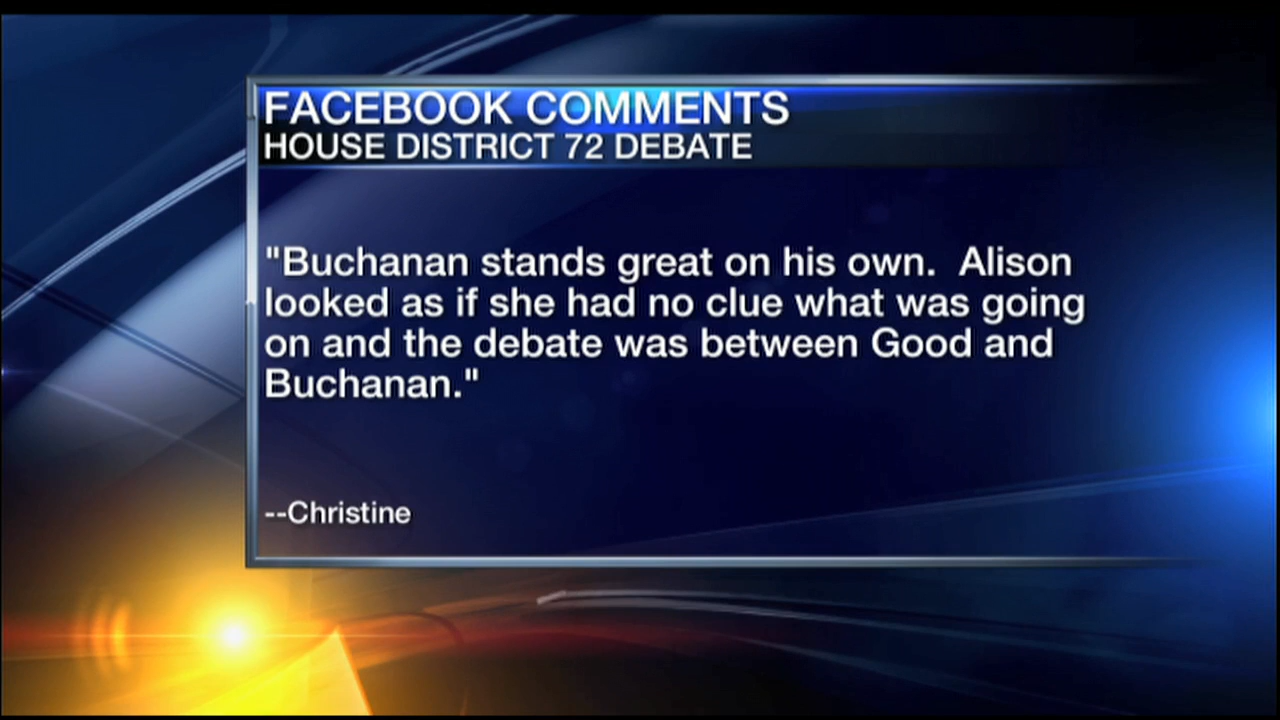 FACEBOOK COMMENTS
HOUSE DISTRICT 72 DEBATE
"Buchanan stands great on his own.  Alison
looked as if she had no clue what was going
on and the debate was between Good and
Buchanan."
--Christine